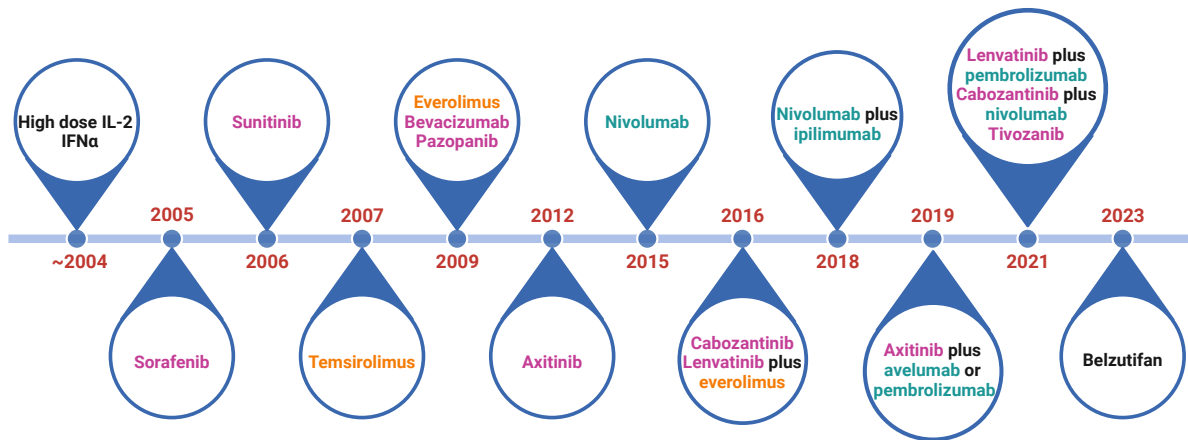 High dose IL-2
IFNα
~2004
2005
Sorafenib
Sunitinib
2006
2007
Temsirolimus
Everolimus
Bevacizumab
Pazopanib
2009
2012
Axitinib
Nivolumab
2015
2016
Cabozantinib
Lenvatinib plus
everolimus
Nivolumab plus
ipilimumab
2018
2019
Axitinib plus
avelumab or
pembrolizumab
Lenvatinib plus
pembrolizumab
Cabozantinib plus
nivolumab
Tivozanib
2021
2023
Belzutifan